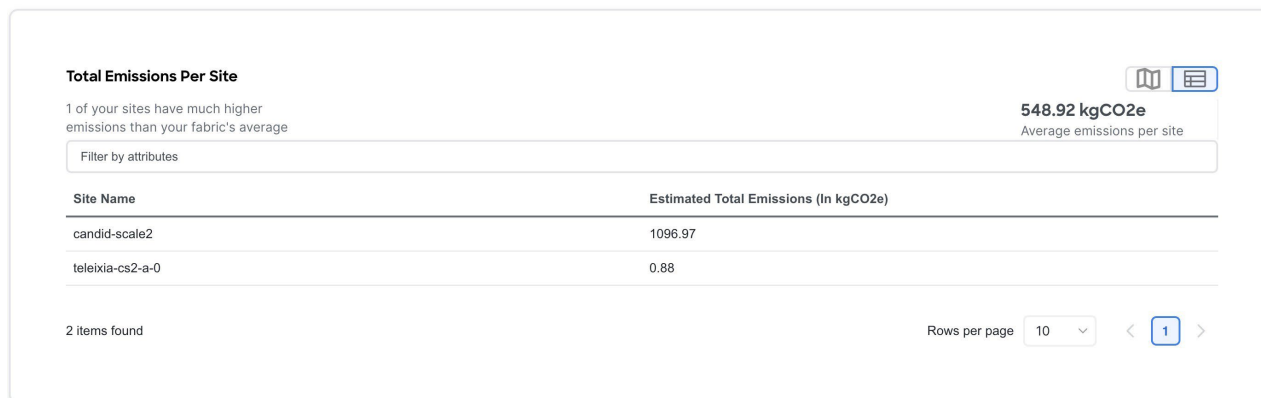 Total Emissions Per Site
1 of your sites have much higher
emissions than your fabric's average
548.92 kgCO2e
Average emissions per site
Filter by attributes
Site Name Estimated Total Emissions (In kgCO2e)
candid-scale2 1096.97
teleixia-cs2-a-0 0.88
2 items found Rows per page 10 1